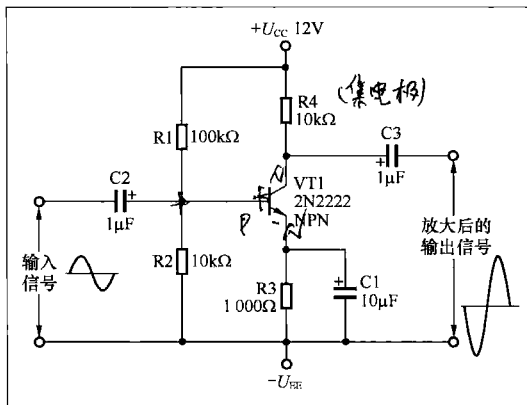 +U_CC 12V
R4
10kΩ
(集电极)
R1
100kΩ
C3
+
1μF
C2
+
1μF
VT1
2N2222
NPN
N
P
N
输入
信号
R2
10kΩ
R3
1 000Ω
+
C1
10μF
放大后的
输出信号
-U_EE